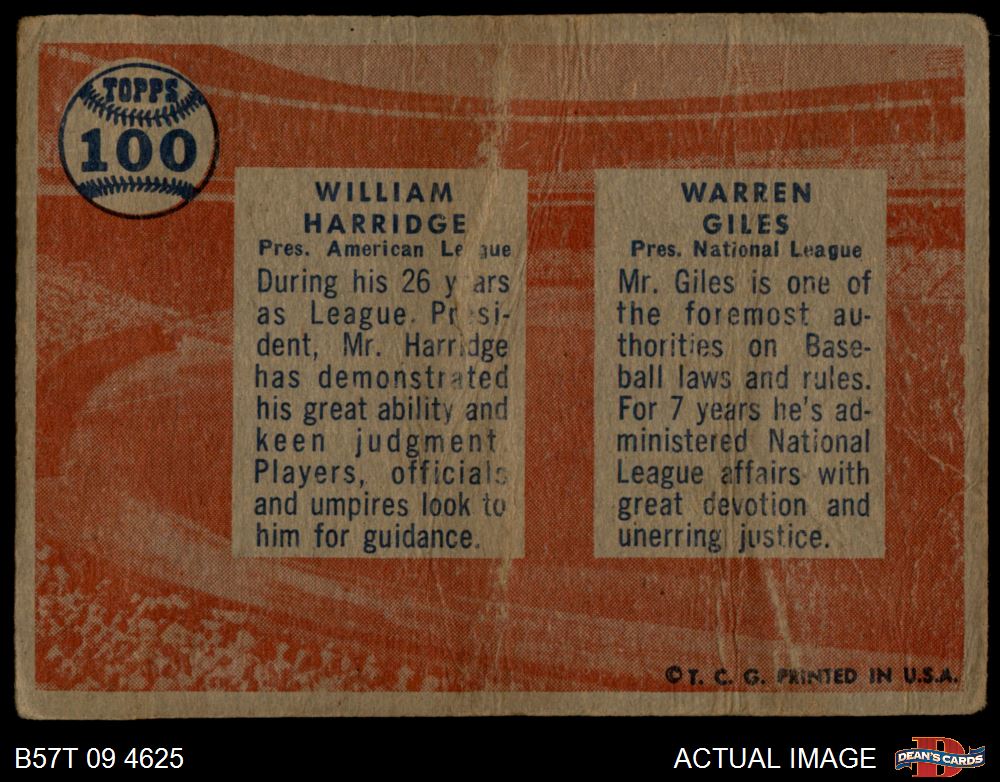 TOPPS
100
WILLIAM
HARRIDGE
Pres. American League
During his 26 years
as League Presi-
dent, Mr. Harridge
has demonstrated
his great ability and
keen judgment
Players, officials
and umpires look to
him for guidance.
WARREN
GILES
Pres. National League
Mr. Giles is one of
the foremost au-
thorities on Base-
ball laws and rules.
For 7 years he's ad-
ministered National
League affairs with
great devotion and
unerring justice.
©T. C. G. PRINTED IN U.S.A.
B57T 09 4625
ACTUAL IMAGE
DEAN'S CARDS